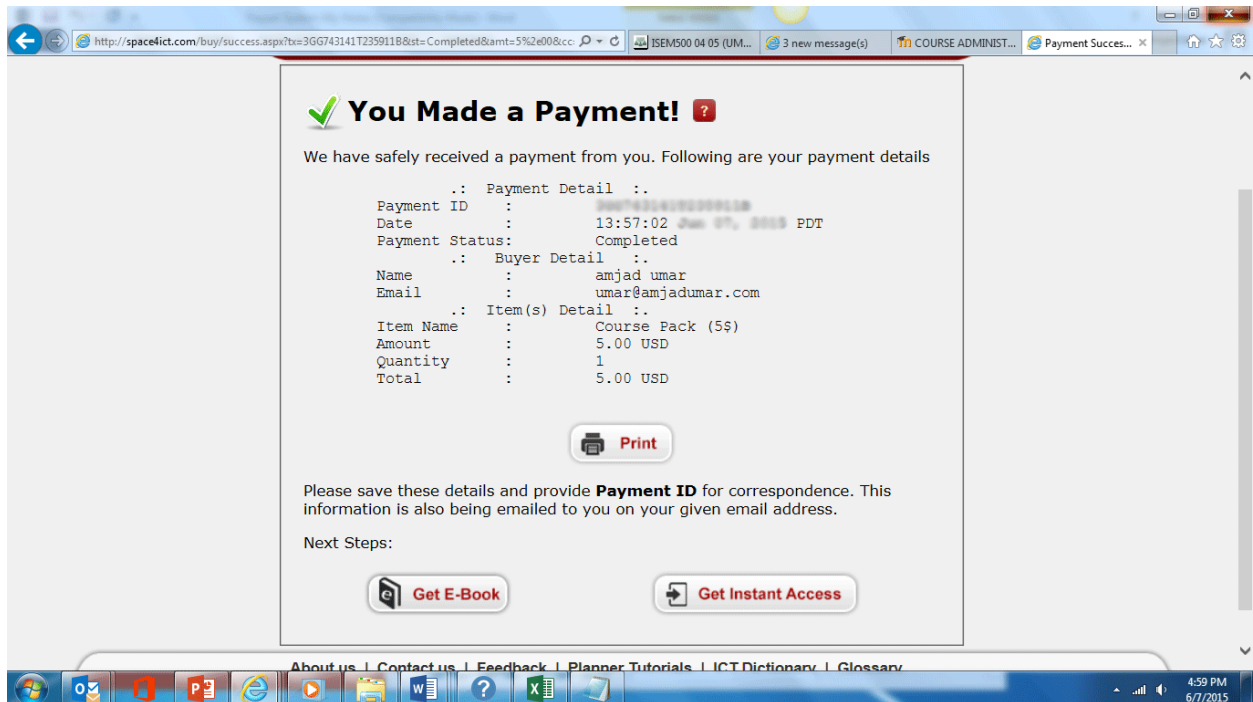 http://space4ict.com/buy/success.aspx?tx=3GG743141T235911B&st=Completed&amt=5%2e00&cc:
ISEM500 04 05 (UM...
3 new message(s)
COURSE ADMINIST...
Payment Succes...
You Made a Payment!
?
We have safely received a payment from you. Following are your payment details
.: Payment Detail :.
Payment ID :
Date : 13:57:02 PDT
Payment Status: Completed
.: Buyer Detail :.
Name : amjad umar
Email : umar@amjadumar.com
.: Item(s) Detail :.
Item Name : Course Pack (5$)
Amount : 5.00 USD
Quantity : 1
Total : 5.00 USD
Print
Please save these details and provide Payment ID for correspondence. This
information is also being emailed to you on your given email address.
Next Steps:
Get E-Book
Get Instant Access
About us | Contact us | Feedback | Planner Tutorials | ICT Dictionary | Glossary
4:59 PM
6/7/2015